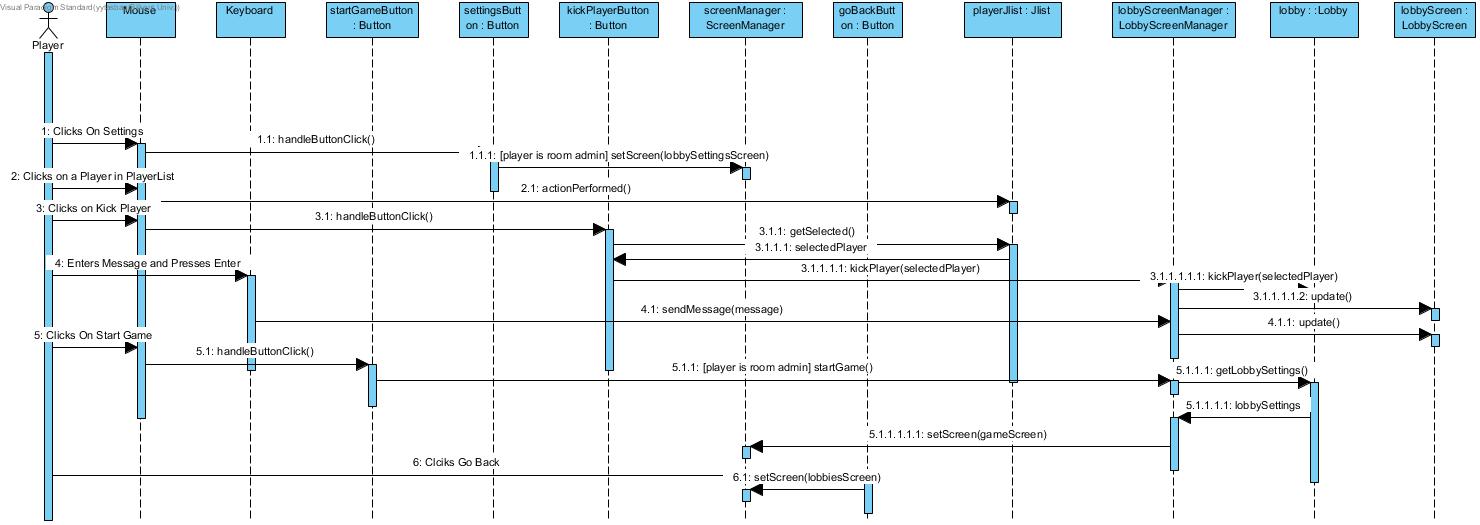 Visual Paradigm Standard(
Mouse
Keyboard
startGameButton
: Button
settingsButt
on : Button
kickPlayerButton
: Button
screenManager :
ScreenManager
goBackButt
on : Button
playerJlist : Jlist
lobbyScreenManager :
LobbyScreenManager
lobby : :Lobby
lobbyScreen :
LobbyScreen
Player
1: Clicks On Settings
1.1: handleButtonClick()
1.1.1: [player is room admin] setScreen(lobbySettingsScreen)
2: Clicks on a Player in PlayerList
2.1: actionPerformed()
3: Clicks on Kick Player
3.1: handleButtonClick()
3.1.1: getSelected()
3.1.1.1: selectedPlayer
4: Enters Message and Presses Enter
3.1.1.1.1: kickPlayer(selectedPlayer)
3.1.1.1.1.1: kickPlayer(selectedPlayer)
3.1.1.1.1.2: update()
4.1: sendMessage(message)
4.1.1: update()
5: Clicks On Start Game
5.1: handleButtonClick()
5.1.1: [player is room admin] startGame()
5.1.1.1: getLobbySettings()
5.1.1.1.1: lobbySettings
5.1.1.1.1.1: setScreen(gameScreen)
6: Clciks Go Back
6.1: setScreen(lobbiesScreen)